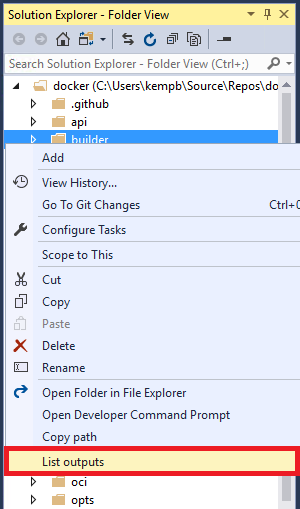 Solution Explorer - Folder View
Search Solution Explorer - Folder View (Ctrl+;)
docker (C:\Users\kempb\Source\Repos\do
.github
api
builder
Add
View History...
Go To Git Changes Ctrl+0
Configure Tasks
Scope to This
Cut
Copy
Paste
Delete
Rename
Open Folder in File Explorer
Open Developer Command Prompt
Copy path
List outputs
oci
opts